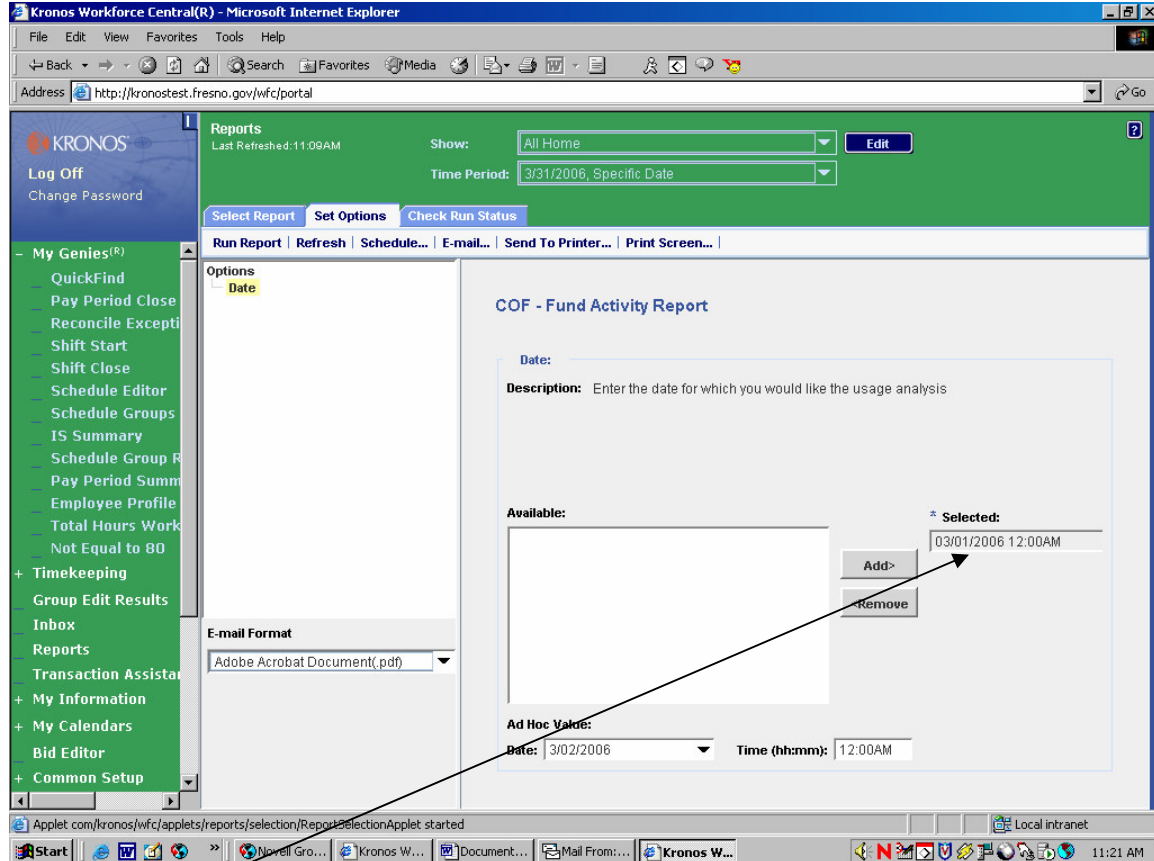 Kronos Workforce Central(R) - Microsoft Internet Explorer
File Edit View Favorites Tools Help
Back Search Favorites Media
Address http://kronostest.fresno.gov/wfc/portal Go
KRONOS
Log Off
Change Password
Reports
Last Refreshed:11:09AM
Show: All Home Edit
Time Period: 3/31/2006, Specific Date
Select Report Set Options Check Run Status
Run Report | Refresh | Schedule... | E-mail... | Send To Printer... | Print Screen... |
- My Genies(R)
QuickFind
Pay Period Close
Reconcile Excepti
Shift Start
Shift Close
Schedule Editor
Schedule Groups
IS Summary
Schedule Group R
Pay Period Summ
Employee Profile
Total Hours Work
Not Equal to 80
+ Timekeeping
Group Edit Results
Inbox
Reports
Transaction Assistan
+ My Information
+ My Calendars
Bid Editor
+ Common Setup
Options
Date
E-mail Format
Adobe Acrobat Document(.pdf)
COF - Fund Activity Report
Date:
Description: Enter the date for which you would like the usage analysis
Available:
* Selected:
03/01/2006 12:00AM
Add>
<Remove
Ad Hoc Value:
Date: 3/02/2006 Time (hh:mm): 12:00AM
Applet com/kronos/wfc/applets/reports/selection/ReportSelectionApplet started Local intranet
Start » Novell Gro... Kronos W... Document... Mail From:... Kronos W... 11:21 AM